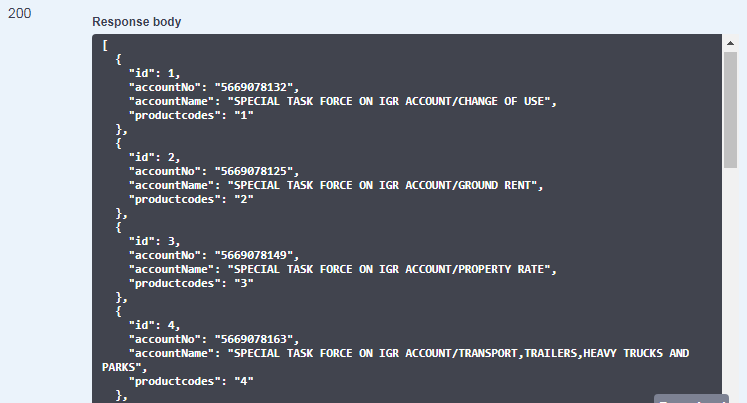 200
Response body
[
  {
    "id": 1,
    "accountNo": "5669078132",
    "accountName": "SPECIAL TASK FORCE ON IGR ACCOUNT/CHANGE OF USE",
    "productcodes": "1"
  },
  {
    "id": 2,
    "accountNo": "5669078125",
    "accountName": "SPECIAL TASK FORCE ON IGR ACCOUNT/GROUND RENT",
    "productcodes": "2"
  },
  {
    "id": 3,
    "accountNo": "5669078149",
    "accountName": "SPECIAL TASK FORCE ON IGR ACCOUNT/PROPERTY RATE",
    "productcodes": "3"
  },
  {
    "id": 4,
    "accountNo": "5669078163",
    "accountName": "SPECIAL TASK FORCE ON IGR ACCOUNT/TRANSPORT,TRAILERS,HEAVY TRUCKS AND
PARKS",
    "productcodes": "4"
  },